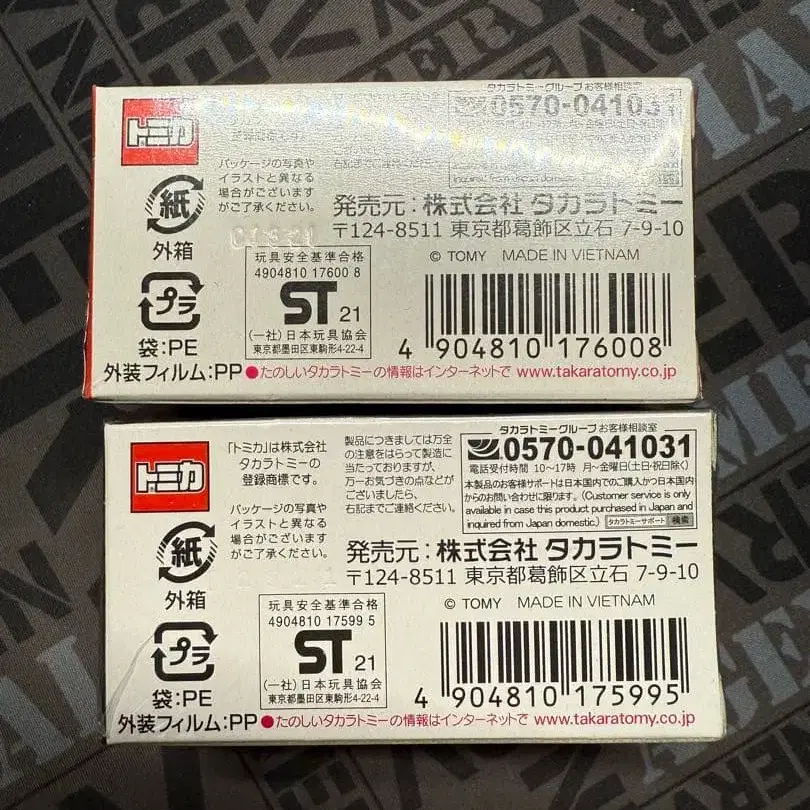 トミカ
パッケージの写真や
イラストと異なる
場合がございます
がご了承ください。
タカラトミーグループ お客様相談室
0570-041031
紙
外箱
発売元：株式会社 タカラトミー
〒124-8511 東京都葛飾区立石 7-9-10
© TOMY MADE IN VIETNAM
玩具安全基準合格
4904810 17600 8
ST 21
(一社)日本玩具協会
東京都墨田区東駒形4-22-4
プラ
袋：PE
外装フィルム：PP
4 904810 176008
●たのしいタカラトミーの情報はインターネットで www.takaratomy.co.jp
トミカ
「トミカ」は株式会社
タカラトミーの
登録商標です。
パッケージの写真や
イラストと異なる
場合がございます
がご了承ください。
製品につきましては万全
の注意をはらって製造に
当たっておりますが、
万一お気づきの点などが
ございましたら、
右記までご連絡ください。
タカラトミーグループ お客様相談室
0570-041031
電話受付時間 10〜17時 月〜金曜日(土・日・祝日除く)
本製品のお客様サポートは日本国内でのご購入かつ日本国内
からのお問い合わせに限ります。(Customer service is only
available in case this product purchased in Japan and
inquired from Japan domestic.) タカラトミーサポート 検索
紙
外箱
発売元：株式会社 タカラトミー
〒124-8511 東京都葛飾区立石 7-9-10
© TOMY MADE IN VIETNAM
玩具安全基準合格
4904810 17599 5
ST 21
(一社)日本玩具協会
東京都墨田区東駒形4-22-4
プラ
袋：PE
外装フィルム：PP
4 904810 175995
●たのしいタカラトミーの情報はインターネットで www.takaratomy.co.jp